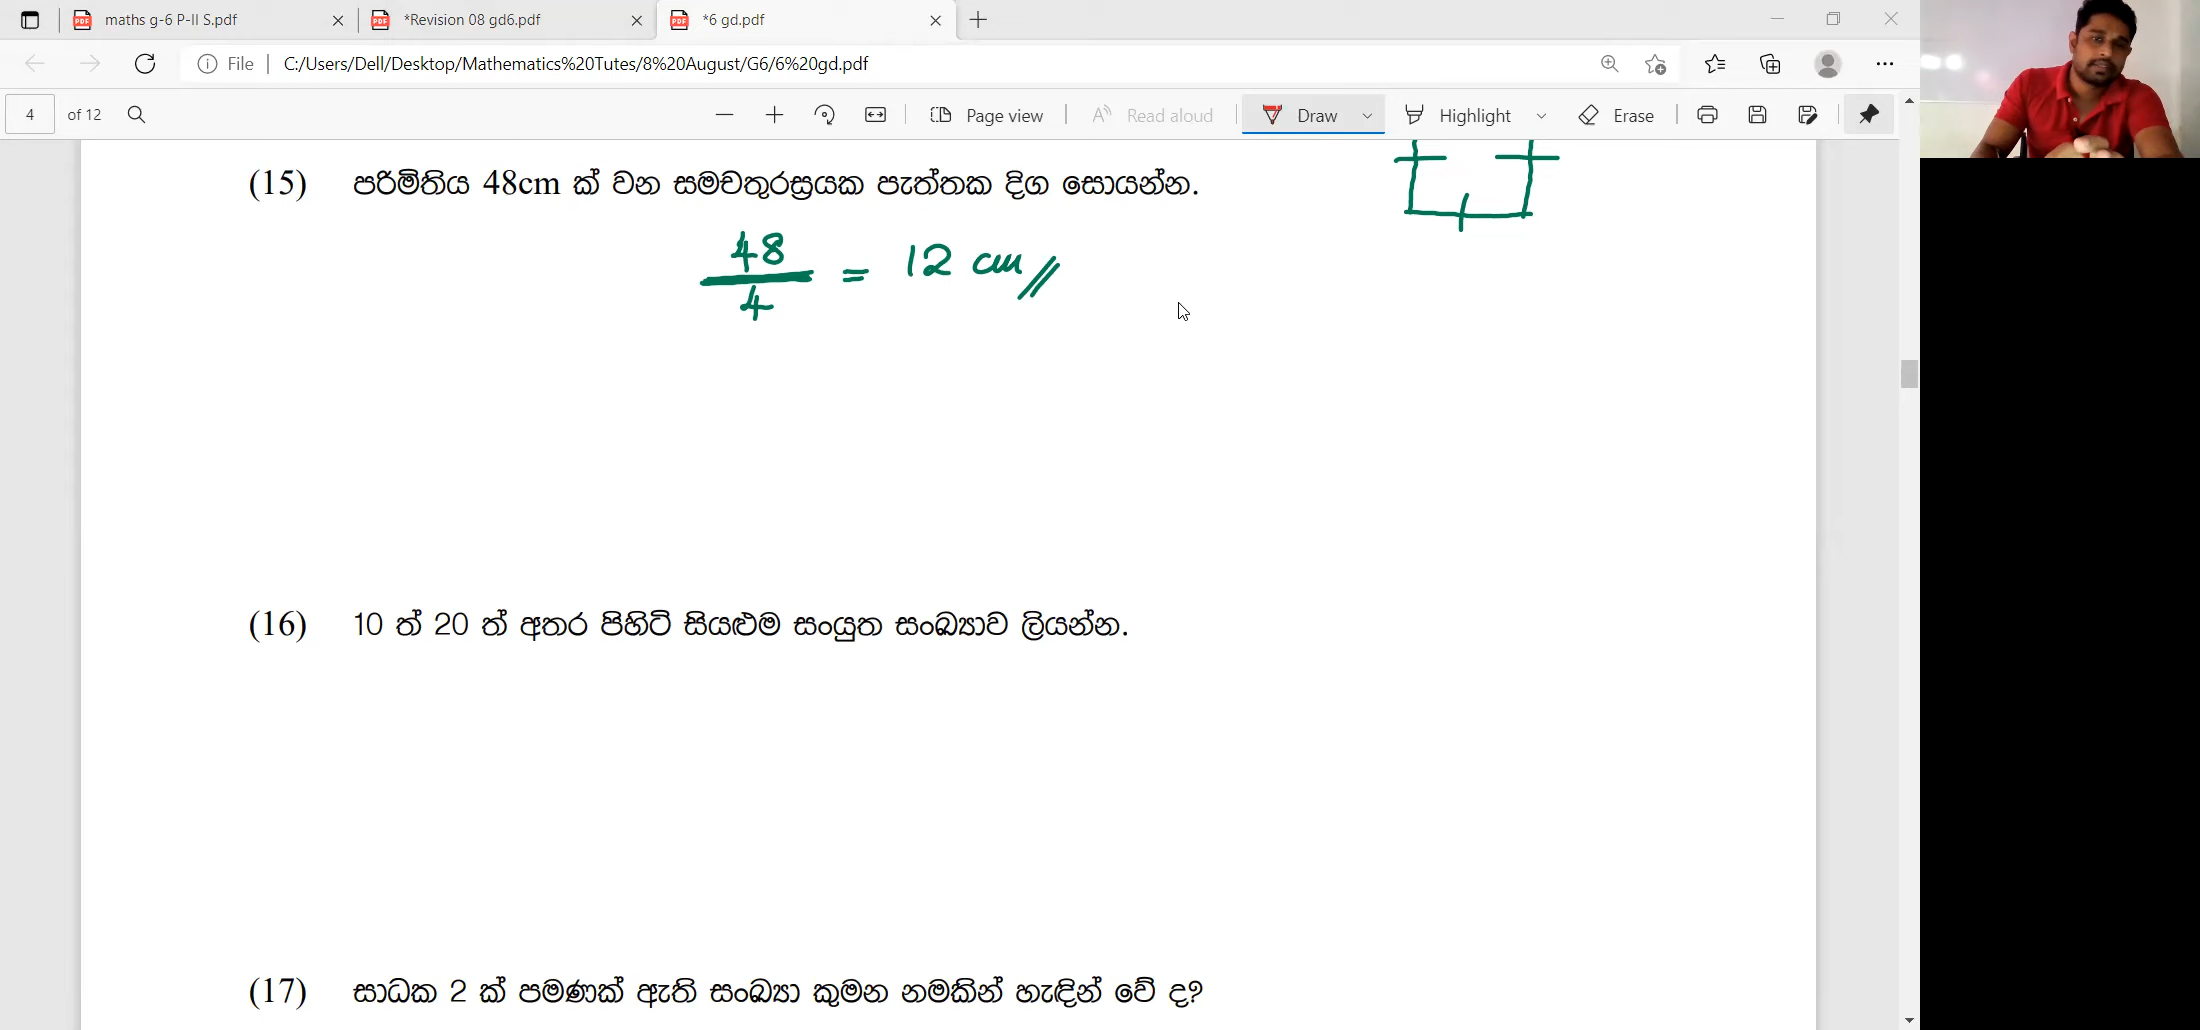 maths g-6 P-II S.pdf
*Revision 08 gd6.pdf
*6 gd.pdf
File
C:/Users/Dell/Desktop/Mathematics%20Tutes/8%20August/G6/6%20gd.pdf
4 of 12
Page view
Read aloud
Draw
Highlight
Erase
(15) පරිමිතිය 48cm ක් වන සමචතුරස්‍රයක පැත්තක දිග සොයන්න.
48
4
= 12 cm
(16) 10 ත් 20 ත් අතර පිහිටි සියළුම සංයුත සංඛ්‍යාව ලියන්න.
(17) සාධක 2 ක් පමණක් ඇති සංඛ්‍යා කුමන නමකින් හැඳින් වේ ද?